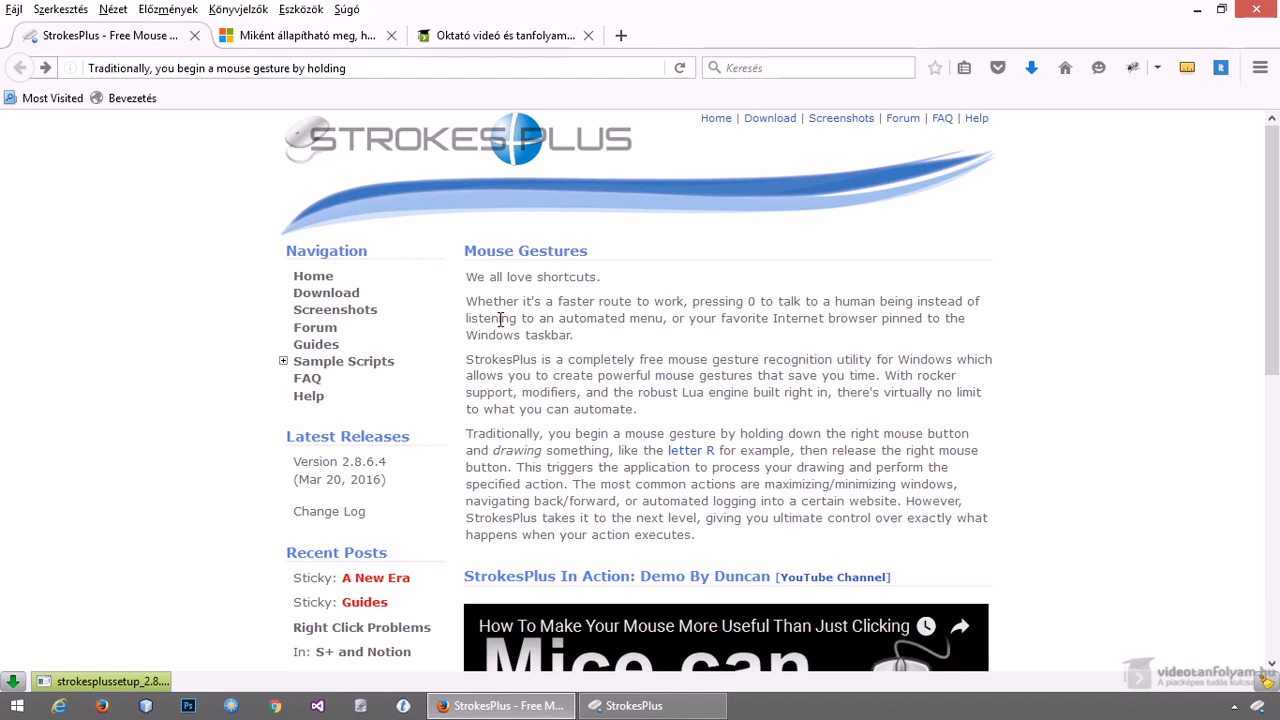 Fájl Szerkesztés Nézet Előzmények Könyvjelzők Eszközök Súgó
StrokesPlus - Free Mouse ... Miként állapítható meg, h... Oktató videó és tanfolyam...
Traditionally, you begin a mouse gesture by holding Keresés
Most Visited Bevezetés
STROKES PLUS
Home | Download | Screenshots | Forum | FAQ | Help
Navigation
Home
Download
Screenshots
Forum
Guides
Sample Scripts
FAQ
Help
Latest Releases
Version 2.8.6.4
(Mar 20, 2016)
Change Log
Recent Posts
Sticky: A New Era
Sticky: Guides
Right Click Problems
In: S+ and Notion
Mouse Gestures
We all love shortcuts.
Whether it's a faster route to work, pressing 0 to talk to a human being instead of
listening to an automated menu, or your favorite Internet browser pinned to the
Windows taskbar.
StrokesPlus is a completely free mouse gesture recognition utility for Windows which
allows you to create powerful mouse gestures that save you time. With rocker
support, modifiers, and the robust Lua engine built right in, there's virtually no limit
to what you can automate.
Traditionally, you begin a mouse gesture by holding down the right mouse button
and drawing something, like the letter R for example, then release the right mouse
button. This triggers the application to process your drawing and perform the
specified action. The most common actions are maximizing/minimizing windows,
navigating back/forward, or automated logging into a certain website. However,
StrokesPlus takes it to the next level, giving you ultimate control over exactly what
happens when your action executes.
StrokesPlus In Action: Demo By Duncan [YouTube Channel]
How To Make Your Mouse More Useful Than Just Clicking
Mice can
strokesplussetup_2.8....
videotanfolyam.hu
A piacképes tudás kulcsa...
StrokesPlus - Free M... StrokesPlus